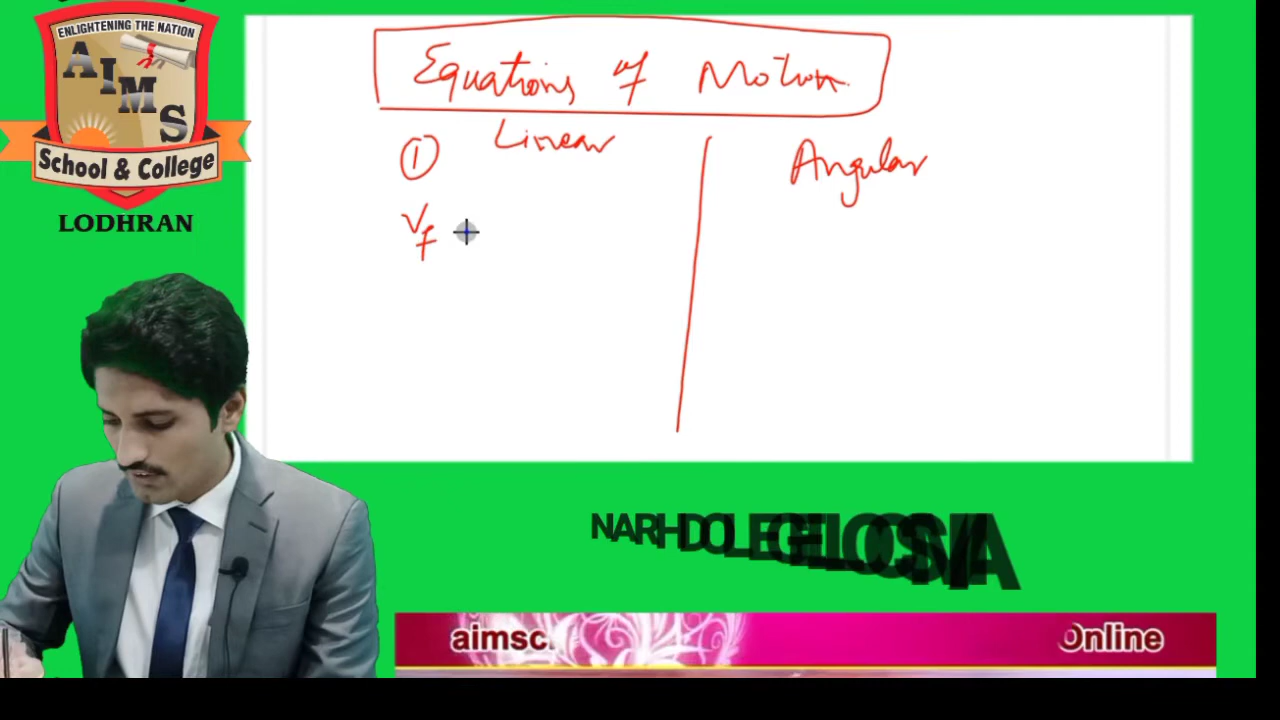 ENLIGHTENING THE NATION
AIMS
School & College
LODHRAN
Equations of Motion
① Linear
Angular
Vf
aimsc
Online